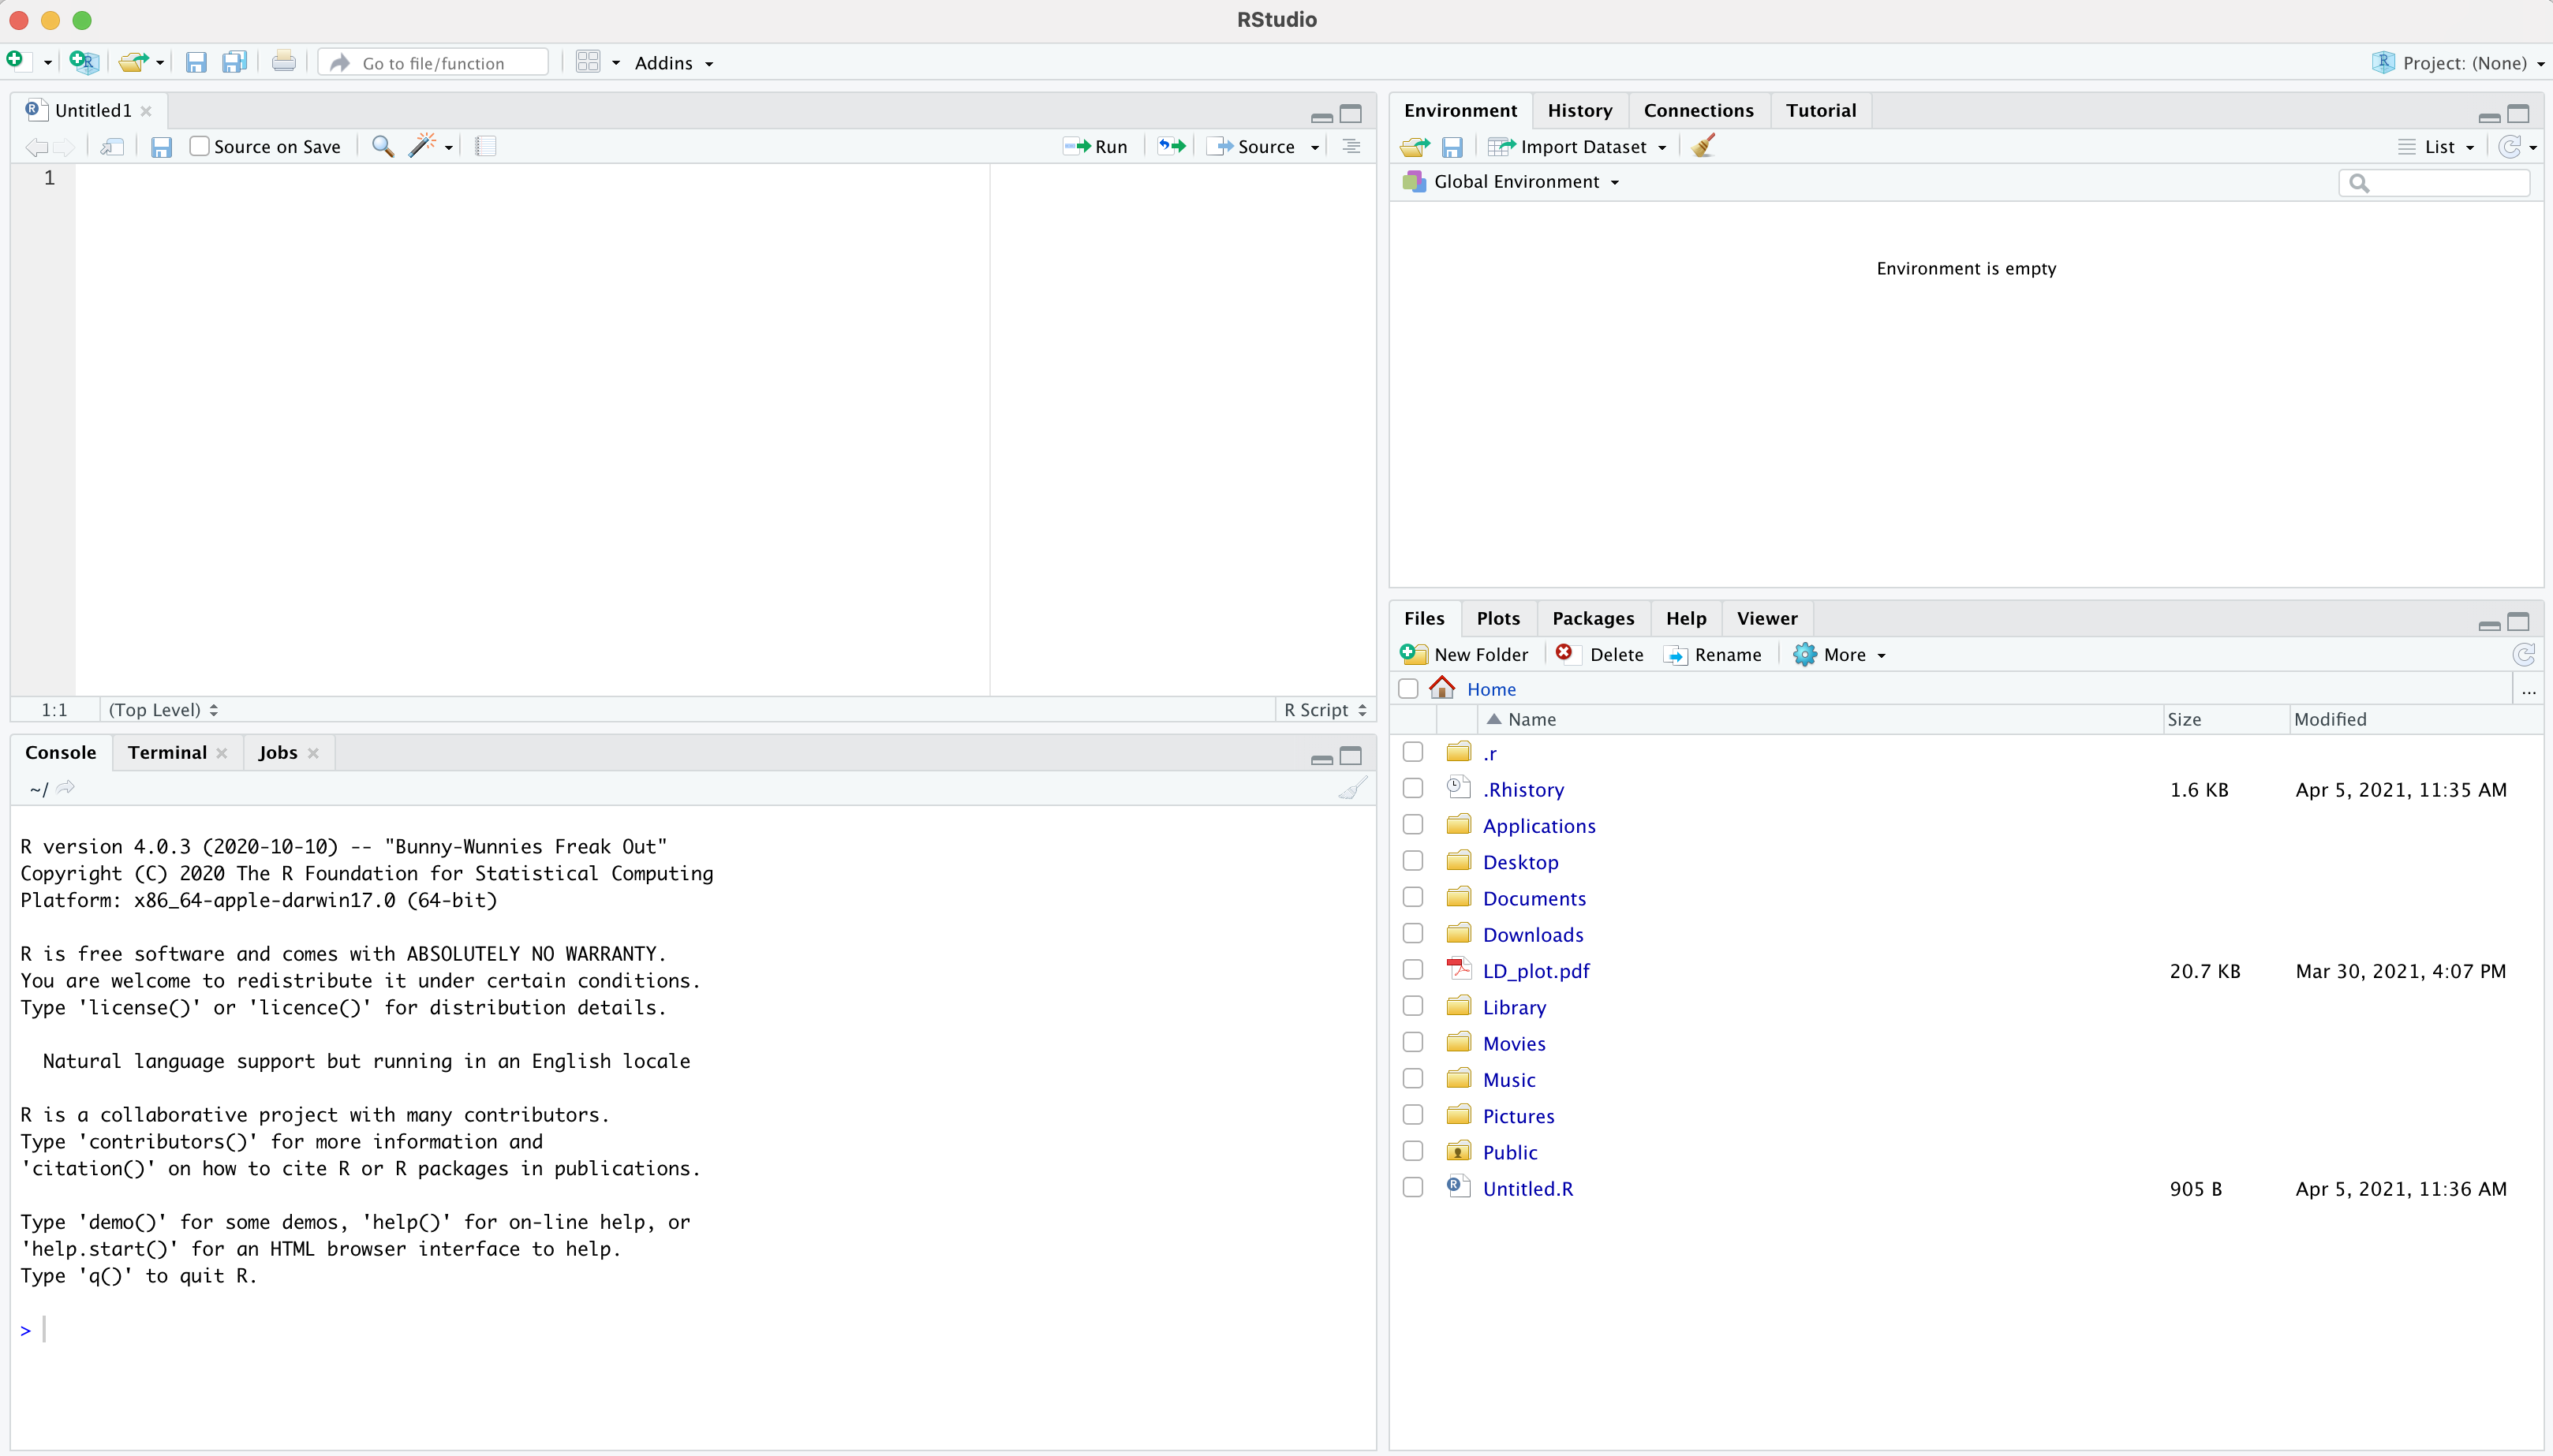 RStudio
Go to file/function
Addins
Project: (None)
Untitled1
Source on Save
Run
Source
1
1:1
(Top Level)
R Script
Console
Terminal
Jobs
~/
R version 4.0.3 (2020-10-10) -- "Bunny-Wunnies Freak Out"
Copyright (C) 2020 The R Foundation for Statistical Computing
Platform: x86_64-apple-darwin17.0 (64-bit)
R is free software and comes with ABSOLUTELY NO WARRANTY.
You are welcome to redistribute it under certain conditions.
Type 'license()' or 'licence()' for distribution details.
Natural language support but running in an English locale
R is a collaborative project with many contributors.
Type 'contributors()' for more information and
'citation()' on how to cite R or R packages in publications.
Type 'demo()' for some demos, 'help()' for on-line help, or
'help.start()' for an HTML browser interface to help.
Type 'q()' to quit R.
>
Environment History Connections Tutorial
Import Dataset
List
Global Environment
Environment is empty
Files Plots Packages Help Viewer
New Folder Delete Rename More
Home
...
Name Size Modified
.r
.Rhistory 1.6 KB Apr 5, 2021, 11:35 AM
Applications
Desktop
Documents
Downloads
LD_plot.pdf 20.7 KB Mar 30, 2021, 4:07 PM
Library
Movies
Music
Pictures
Public
Untitled.R 905 B Apr 5, 2021, 11:36 AM